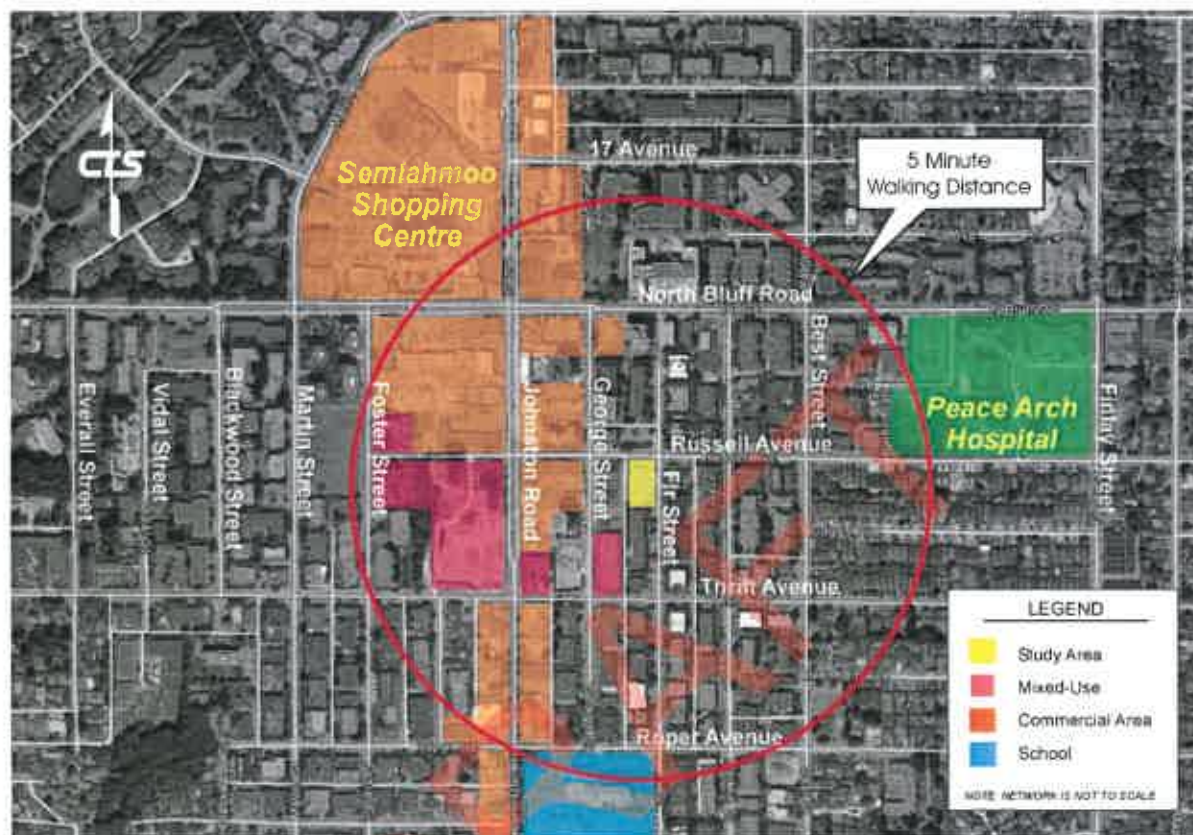 CTS
17 Avenue
5 Minute
Walking Distance
Semiahmoo
Shopping
Centre
North Bluff Road
Everall Street
Vidal Street
Blackwood Street
Martin Street
Foster Street
Johnston Road
George Street
Fir Street
Best Street
Finlay Street
Russell Avenue
Peace Arch
Hospital
Thrift Avenue
Roper Avenue
DRAFT
LEGEND
Study Area
Mixed-Use
Commercial Area
School
NOTE: NETWORK IS NOT TO SCALE